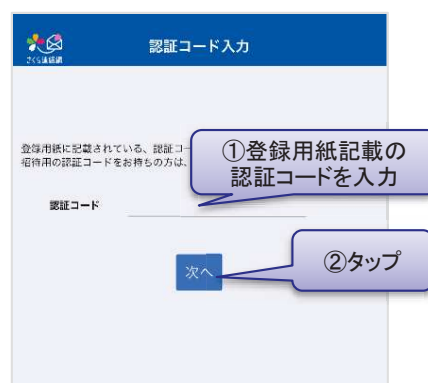 さくら連絡網
認証コード入力
登録用紙に記載されている、認証コー
招待用の認証コードをお持ちの方は、
①登録用紙記載の
認証コードを入力
認証コード
次へ
②タップ